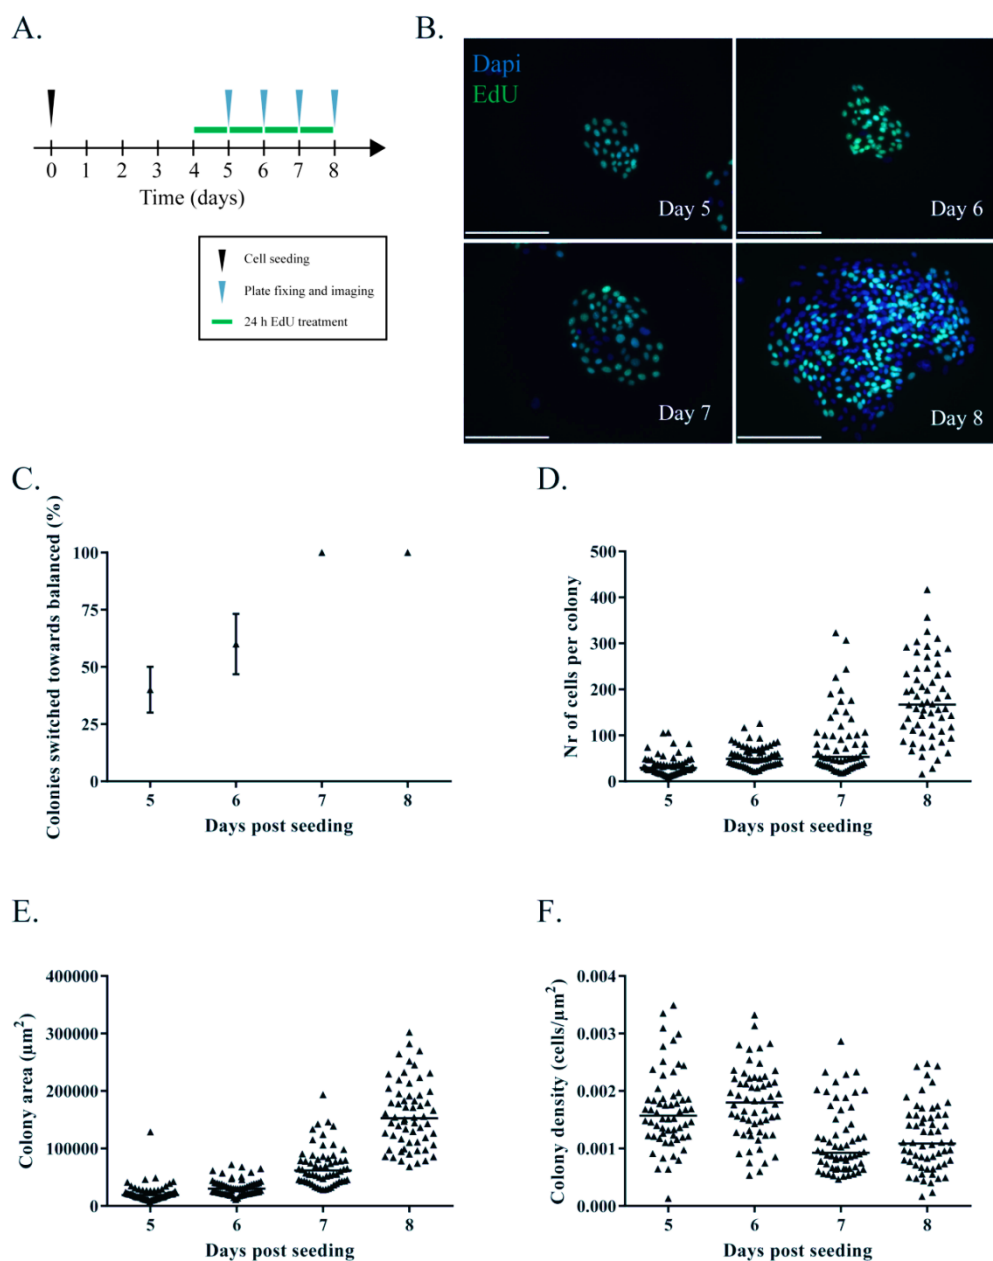 A.
0 1 2 3 4 5 6 7 8
Time (days)
Cell seeding
Plate fixing and imaging
24 h EdU treatment
B.
Dapi
EdU
Day 5
Day 6
Day 7
Day 8
C.
Colonies switched towards balanced (%)
100
75
50
25
0
5 6 7 8
Days post seeding
D.
Nr of cells per colony
500
400
300
200
100
0
5 6 7 8
Days post seeding
E.
Colony area (µm²)
400000
300000
200000
100000
0
5 6 7 8
Days post seeding
F.
Colony density (cells/µm²)
0.004
0.003
0.002
0.001
0.000
5 6 7 8
Days post seeding